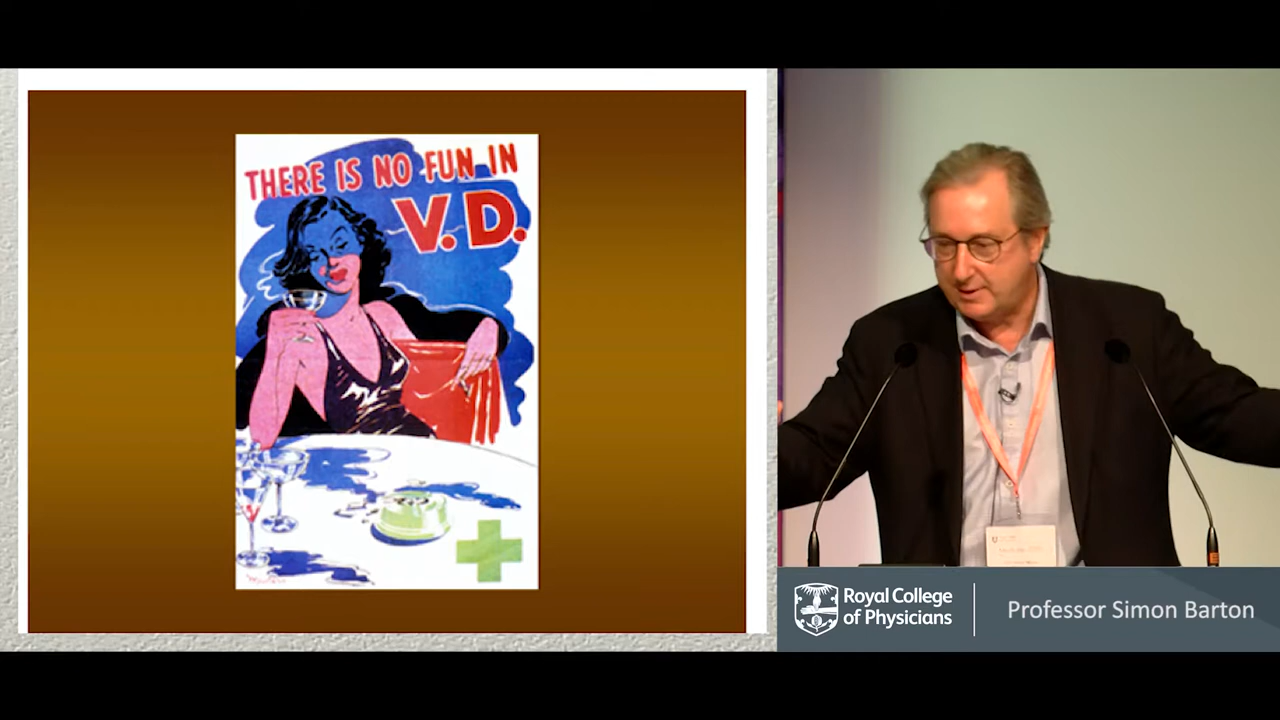 THERE IS NO FUN IN
V.D.
Royal College
of Physicians
Professor Simon Barton